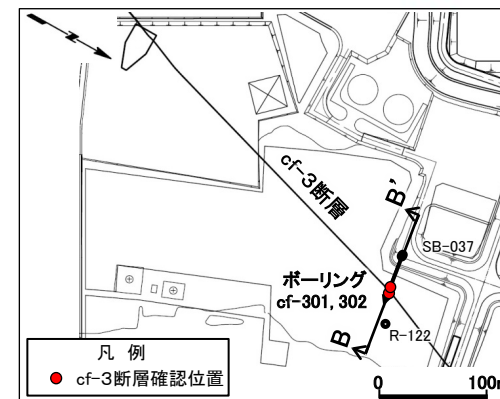 N
cf-3断層
B'
SB-037
ボーリング
cf-301, 302
R-122
B
凡 例
cf-3断層確認位置
0 100m